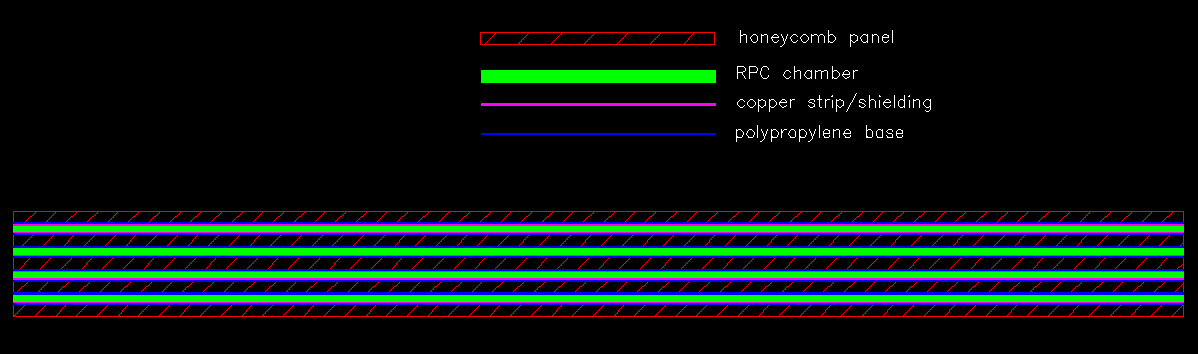 honeycomb panel
RPC chamber
copper strip/shielding
polypropylene base